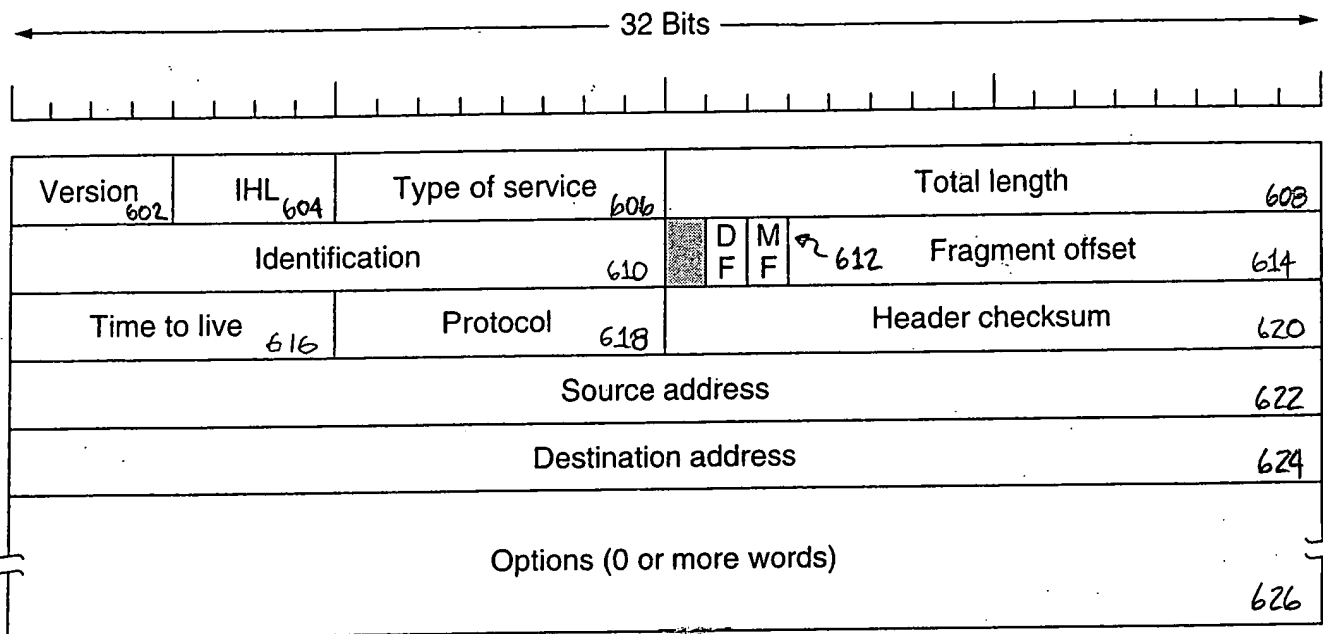 32 Bits
Version 602 IHL 604 Type of service 606 Total length 608
Identification 610 DF MF 612 Fragment offset 614
Time to live 616 Protocol 618 Header checksum 620
Source address 622
Destination address 624
Options (0 or more words) 626